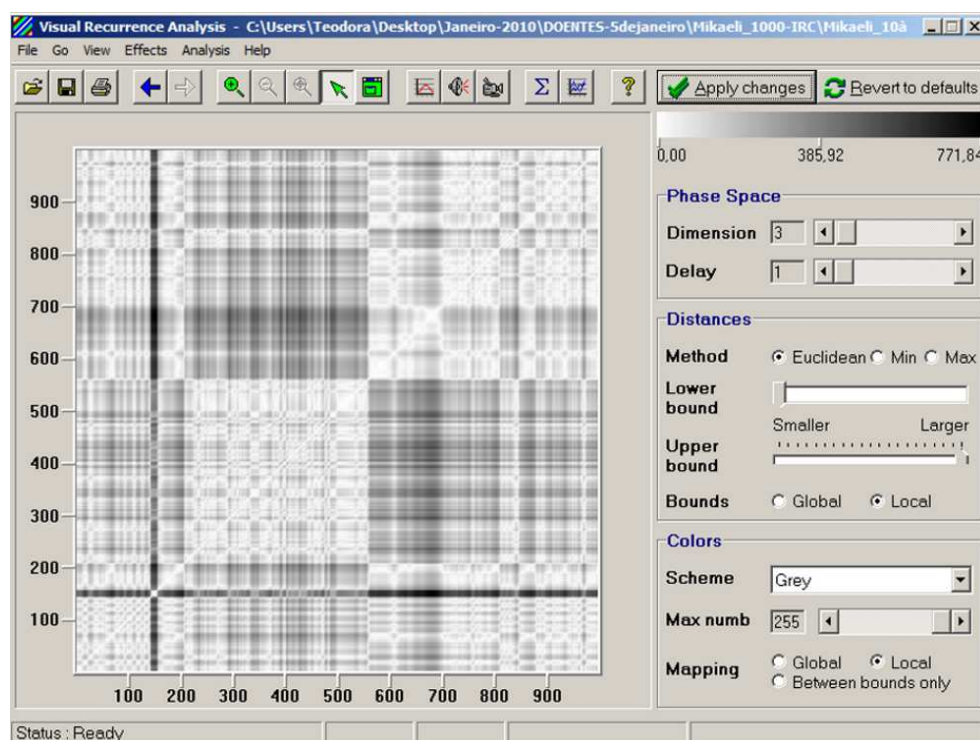 Visual Recurrence Analysis - C:\Users\Teodora\Desktop\Janeiro-2010\DOENTES-5dejaneiro\Mikaeli_1000-IRC\Mikaeli_10à
File Go View Effects Analysis Help
Apply changes Revert to defaults
0,00 385,92 771,84
Phase Space
Dimension 3
Delay 1
Distances
Method Euclidean Min Max
Lower bound
Smaller Larger
Upper bound
Bounds Global Local
Colors
Scheme Grey
Max numb 255
Mapping Global Local
Between bounds only
900
800
700
600
500
400
300
200
100
100 200 300 400 500 600 700 800 900
Status : Ready